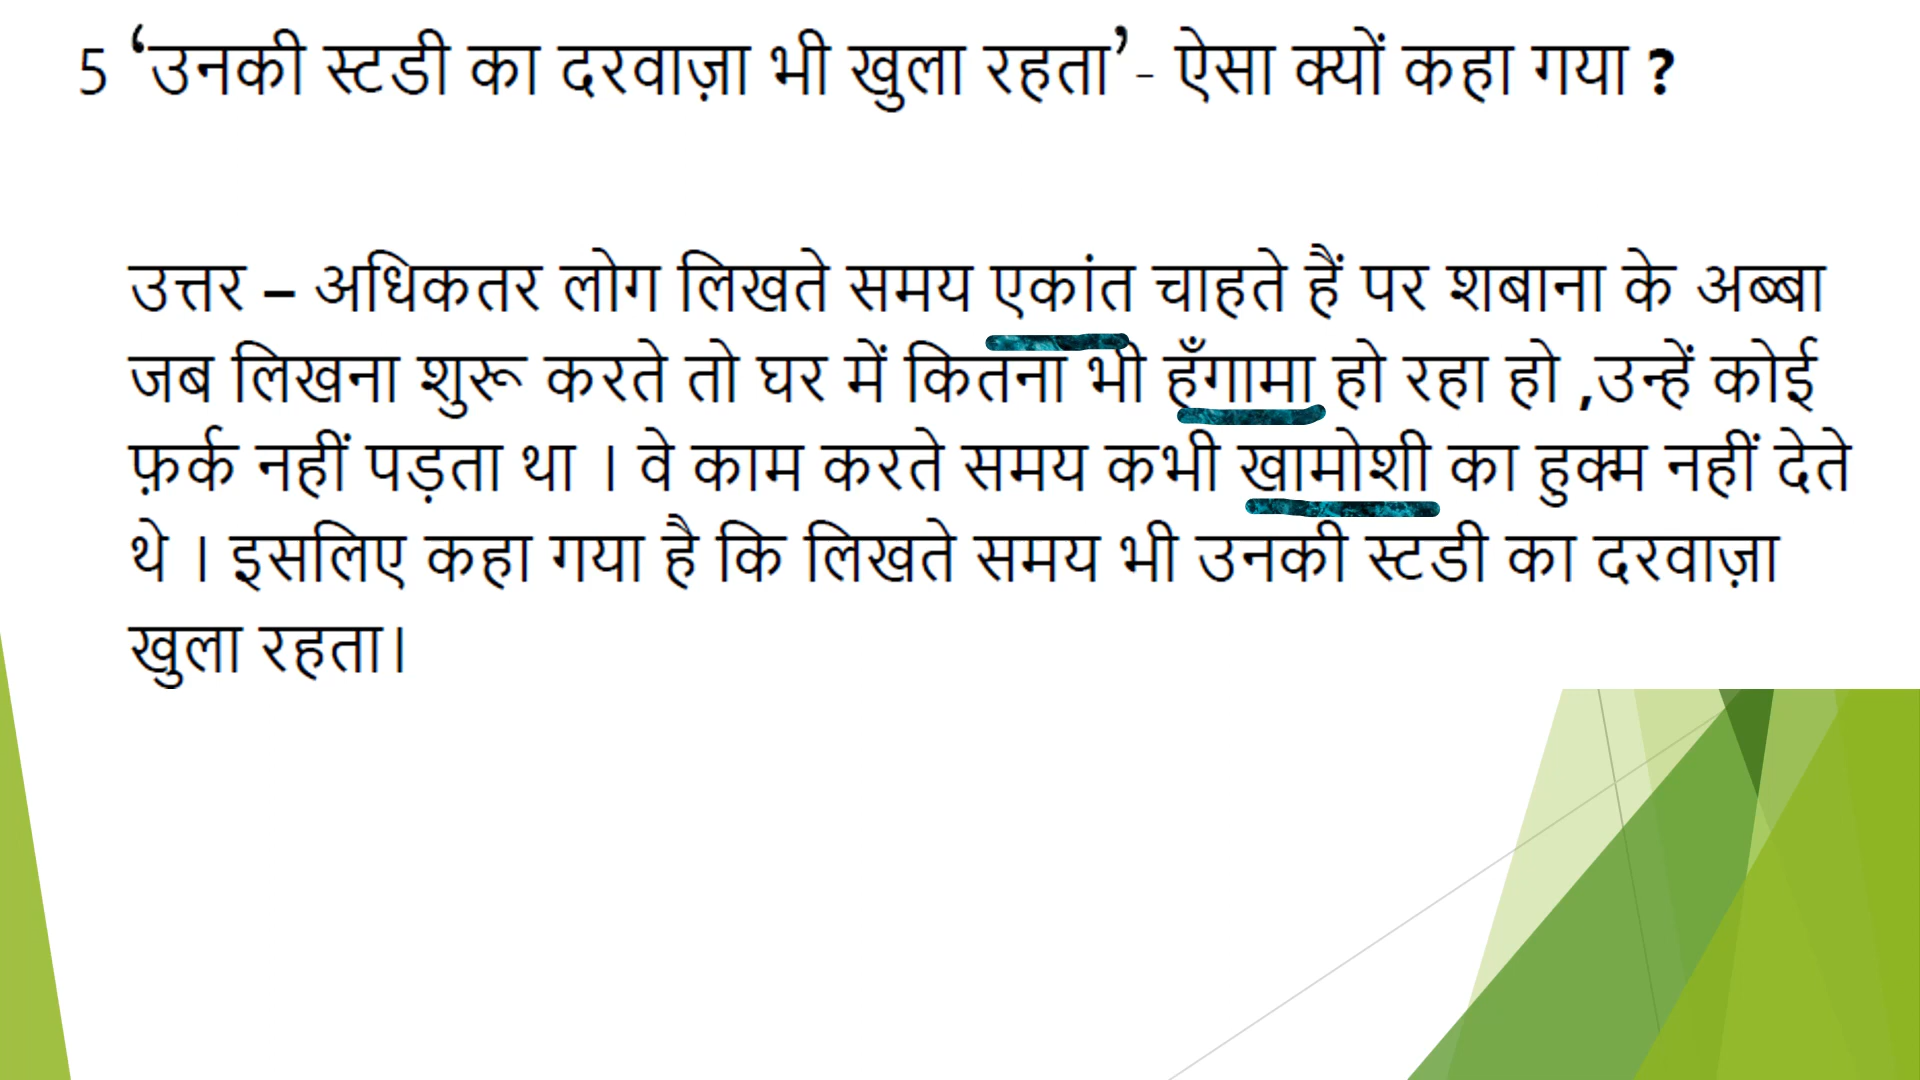 5 ‘उनकी स्टडी का दरवाज़ा भी खुला रहता’- ऐसा क्यों कहा गया ?
उत्तर – अधिकतर लोग लिखते समय एकांत चाहते हैं पर शबाना के अब्बा
जब लिखना शुरू करते तो घर में कितना भी हँगामा हो रहा हो ,उन्हें कोई
फ़र्क नहीं पड़ता था । वे काम करते समय कभी खामोशी का हुक्म नहीं देते
थे । इसलिए कहा गया है कि लिखते समय भी उनकी स्टडी का दरवाज़ा
खुला रहता।